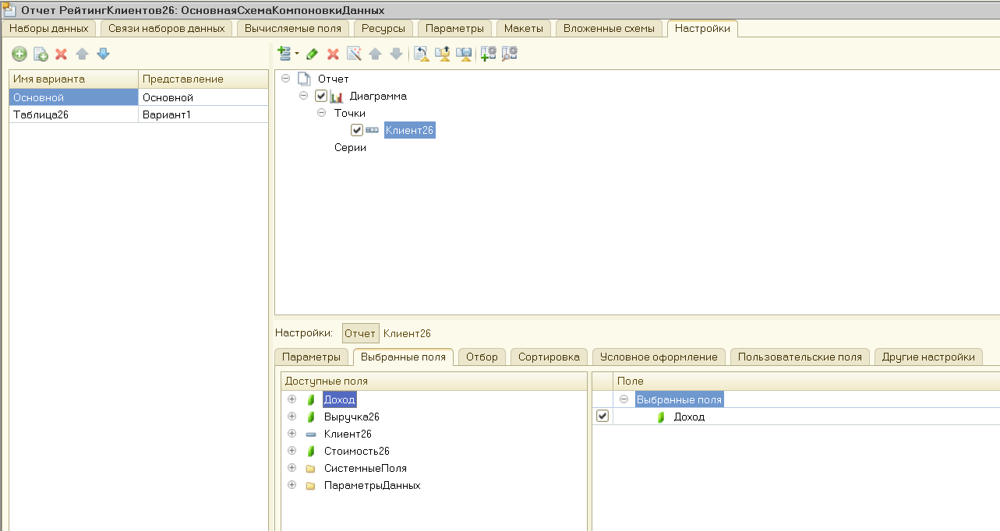 Отчет РейтингКлиентов26: ОсновнаяСхемаКомпоновкиДанных
Наборы данных Связи наборов данных Вычисляемые поля Ресурсы Параметры Макеты Вложенные схемы Настройки
Имя варианта Представление
Основной Основной
Таблица26 Вариант1
Отчет
Диаграмма
Точки
Клиент26
Серии
Настройки: Отчет Клиент26
Параметры Выбранные поля Отбор Сортировка Условное оформление Пользовательские поля Другие настройки
Доступные поля
Доход
Выручка26
Клиент26
Стоимость26
СистемныеПоля
ПараметрыДанных
Поле
Выбранные поля
Доход